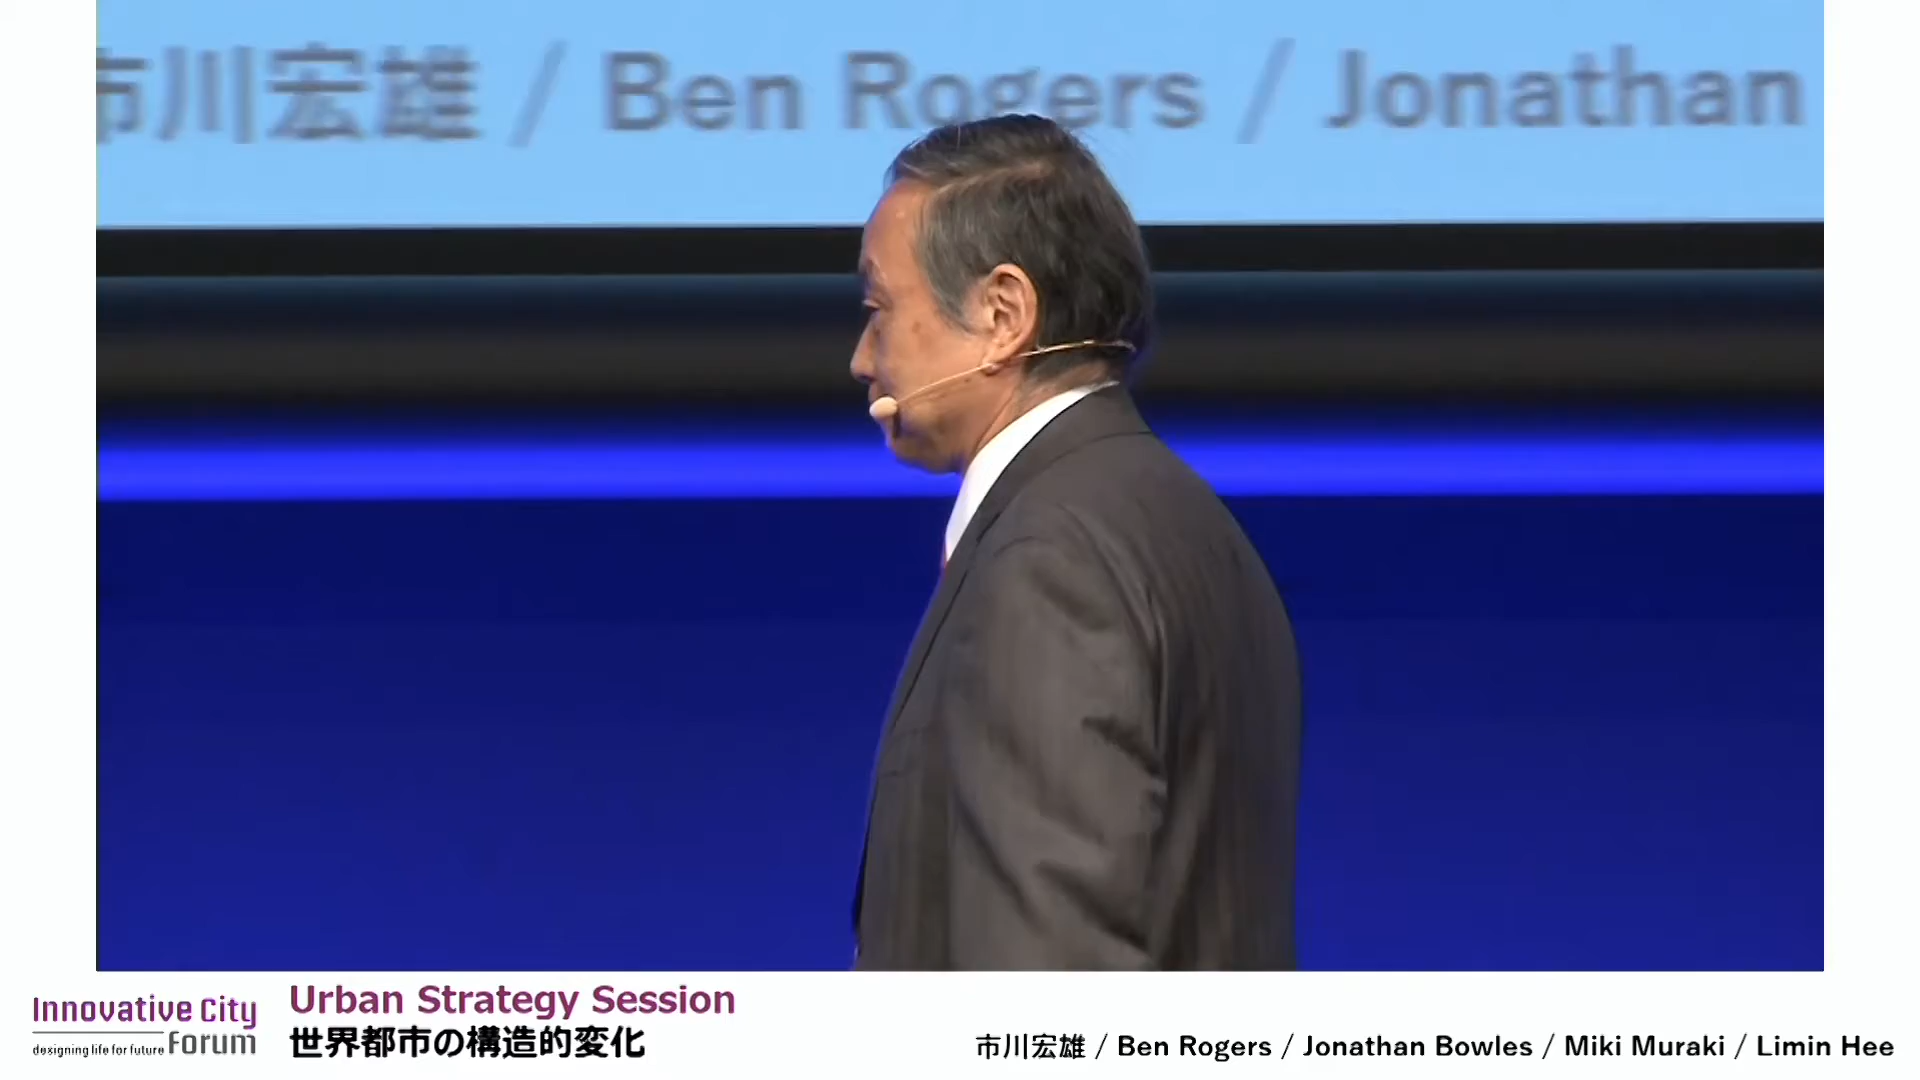 市川宏雄 / Ben Rogers / Jonathan
Innovative City
designing life for future Forum
Urban Strategy Session
世界都市の構造的変化
市川宏雄 / Ben Rogers / Jonathan Bowles / Miki Muraki / Limin Hee